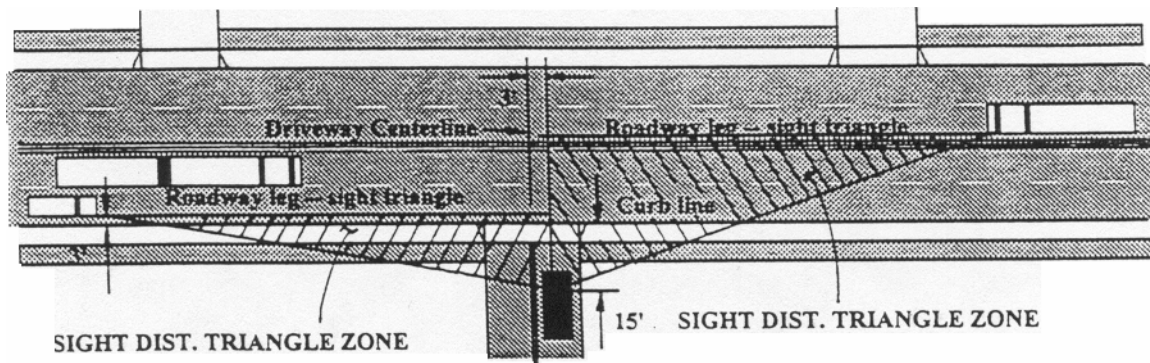 3'
Driveway Centerline
Roadway leg — sight triangle
Roadway leg — sight triangle
Curb line
15'
SIGHT DIST. TRIANGLE ZONE
SIGHT DIST. TRIANGLE ZONE